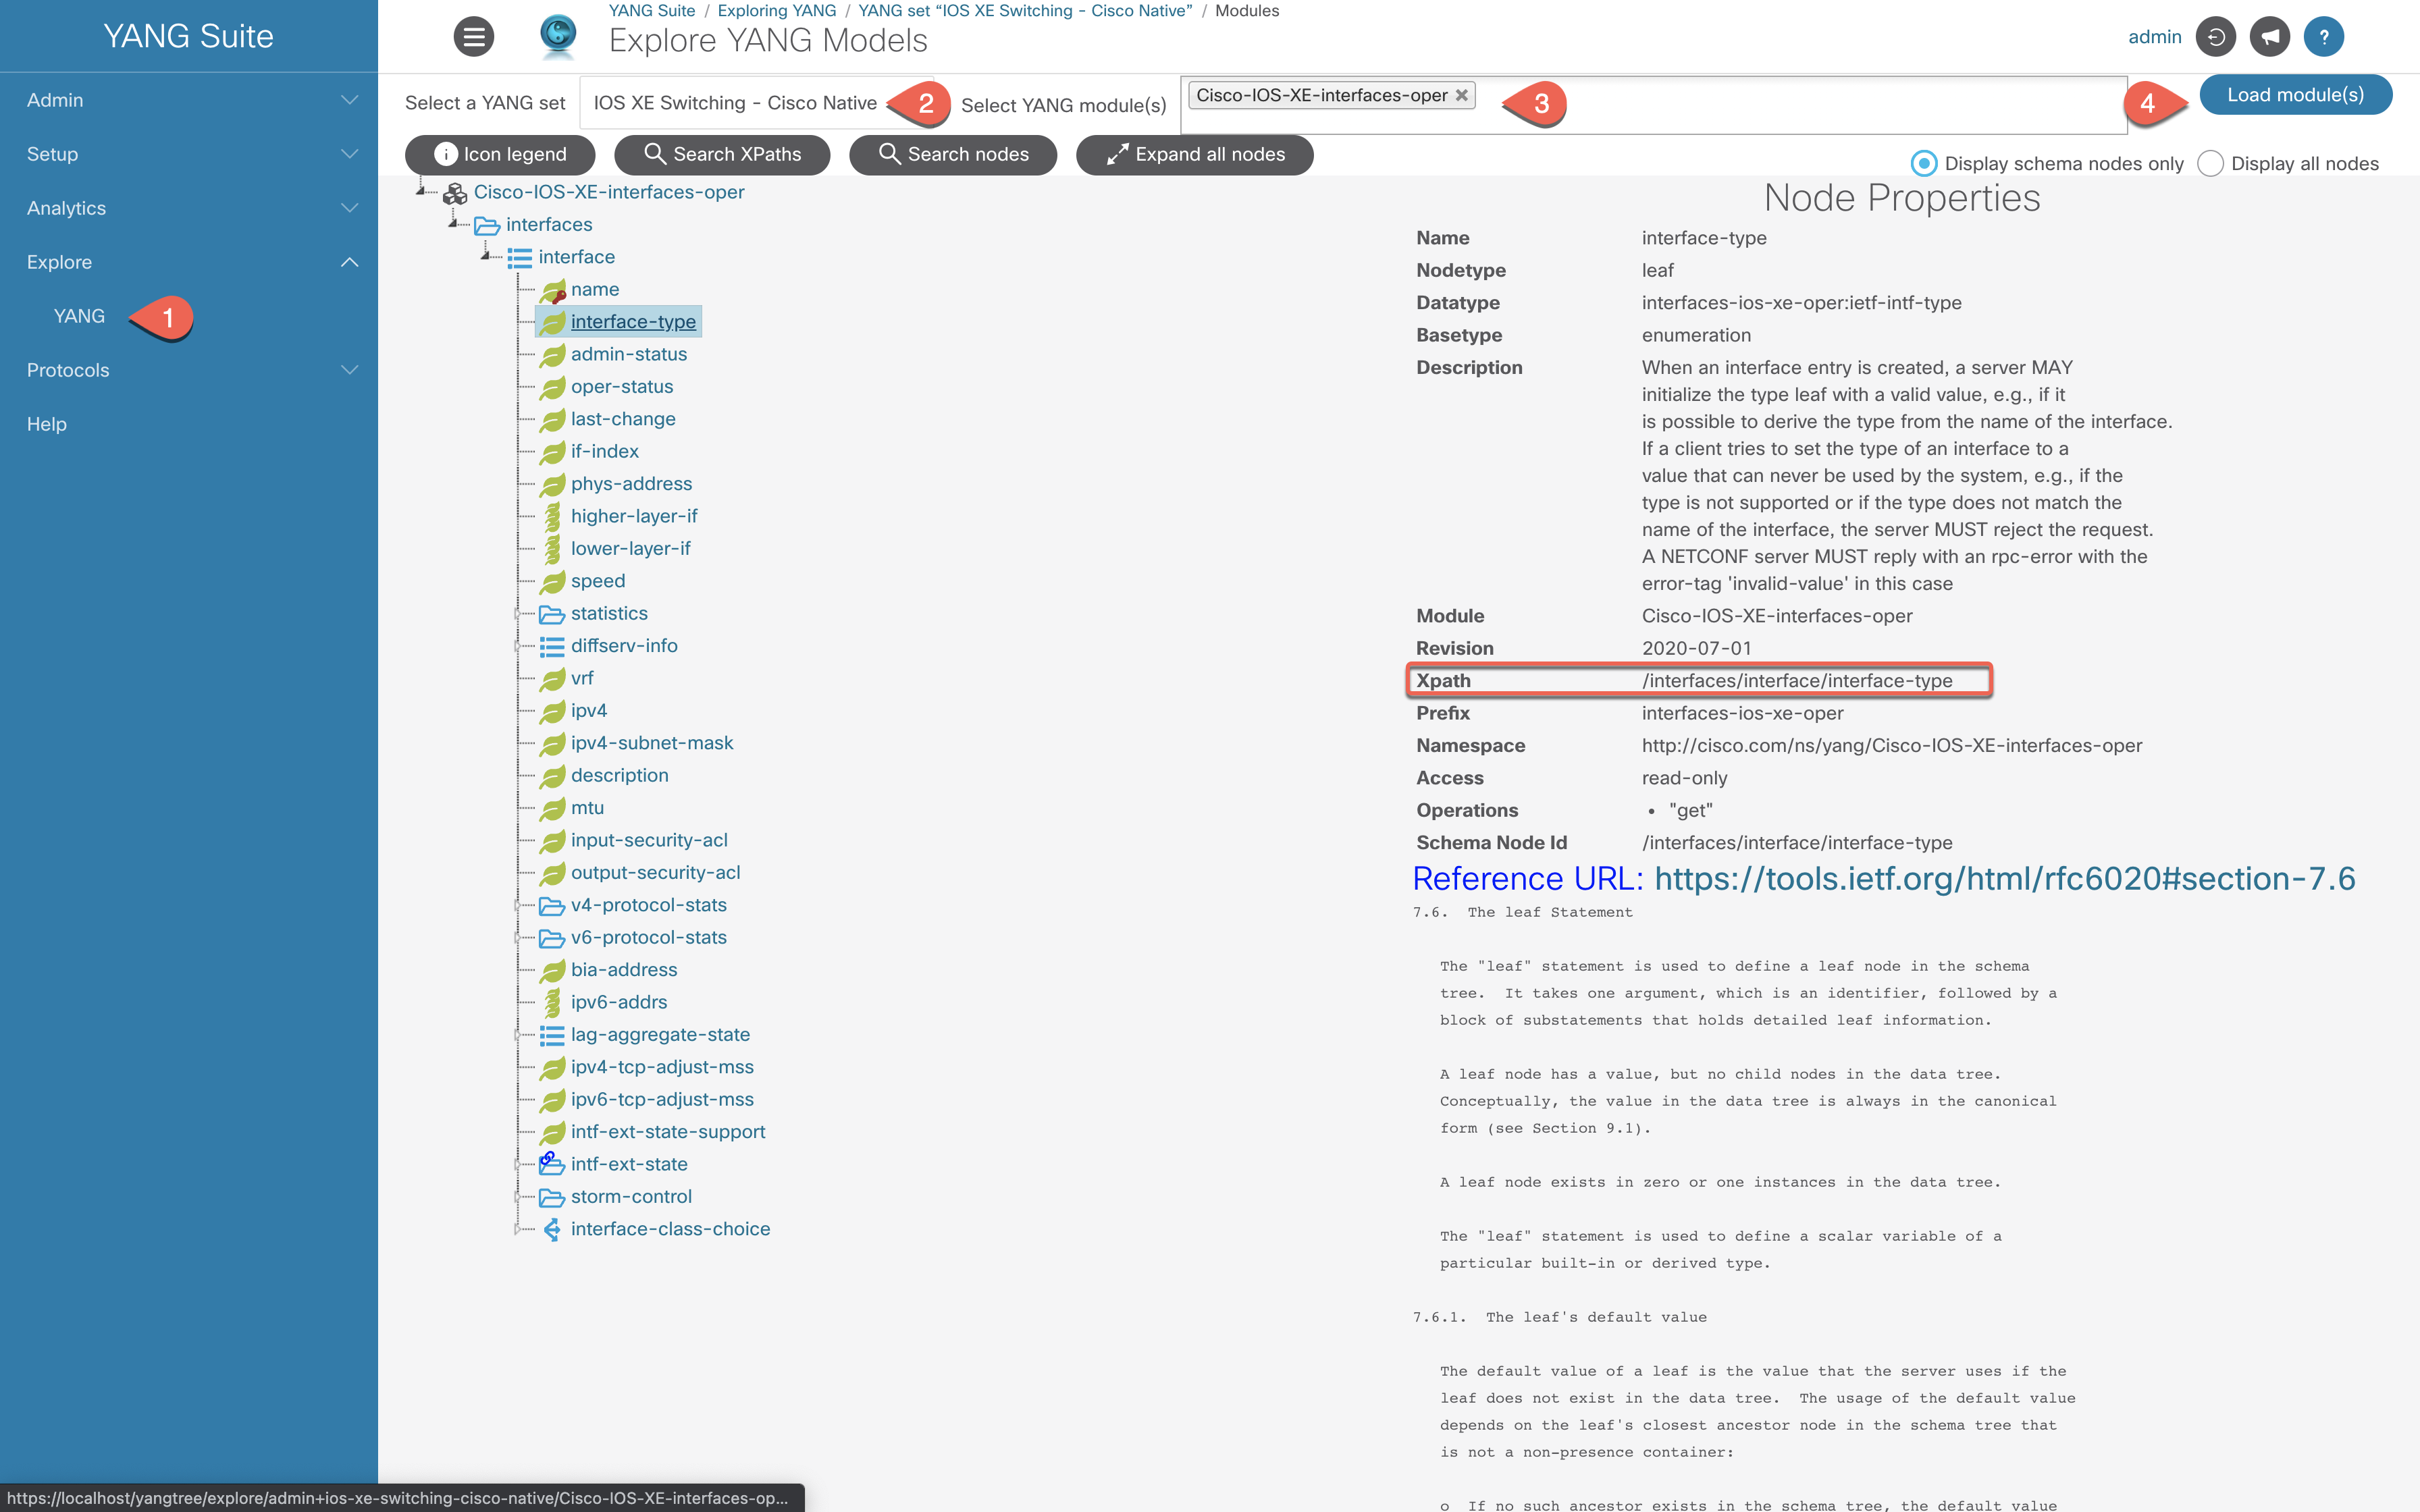 YANG Suite
Admin
Setup
Analytics
Explore
YANG
1
Protocols
Help
YANG Suite / Exploring YANG / YANG set “IOS XE Switching - Cisco Native” / Modules
Explore YANG Models
admin
?
Select a YANG set
IOS XE Switching - Cisco Native
2
Select YANG module(s)
Cisco-IOS-XE-interfaces-oper
3
4
Load module(s)
Icon legend
Search XPaths
Search nodes
Expand all nodes
Display schema nodes only
Display all nodes
Cisco-IOS-XE-interfaces-oper
interfaces
interface
name
interface-type
admin-status
oper-status
last-change
if-index
phys-address
higher-layer-if
lower-layer-if
speed
statistics
diffserv-info
vrf
ipv4
ipv4-subnet-mask
description
mtu
input-security-acl
output-security-acl
v4-protocol-stats
v6-protocol-stats
bia-address
ipv6-addrs
lag-aggregate-state
ipv4-tcp-adjust-mss
ipv6-tcp-adjust-mss
intf-ext-state-support
intf-ext-state
storm-control
interface-class-choice
Node Properties
Name interface-type
Nodetype leaf
Datatype interfaces-ios-xe-oper:ietf-intf-type
Basetype enumeration
Description When an interface entry is created, a server MAY
initialize the type leaf with a valid value, e.g., if it
is possible to derive the type from the name of the interface.
If a client tries to set the type of an interface to a
value that can never be used by the system, e.g., if the
type is not supported or if the type does not match the
name of the interface, the server MUST reject the request.
A NETCONF server MUST reply with an rpc-error with the
error-tag 'invalid-value' in this case
Module Cisco-IOS-XE-interfaces-oper
Revision 2020-07-01
Xpath /interfaces/interface/interface-type
Prefix interfaces-ios-xe-oper
Namespace http://cisco.com/ns/yang/Cisco-IOS-XE-interfaces-oper
Access read-only
Operations • "get"
Schema Node Id /interfaces/interface/interface-type
Reference URL: https://tools.ietf.org/html/rfc6020#section-7.6
7.6. The leaf Statement
The "leaf" statement is used to define a leaf node in the schema
tree. It takes one argument, which is an identifier, followed by a
block of substatements that holds detailed leaf information.
A leaf node has a value, but no child nodes in the data tree.
Conceptually, the value in the data tree is always in the canonical
form (see Section 9.1).
A leaf node exists in zero or one instances in the data tree.
The "leaf" statement is used to define a scalar variable of a
particular built-in or derived type.
7.6.1. The leaf's default value
The default value of a leaf is the value that the server uses if the
leaf does not exist in the data tree. The usage of the default value
depends on the leaf's closest ancestor node in the schema tree that
is not a non-presence container:
o If no such ancestor exists in the schema tree, the default value
https://localhost/yangtree/explore/admin+ios-xe-switching-cisco-native/Cisco-IOS-XE-interfaces-op...